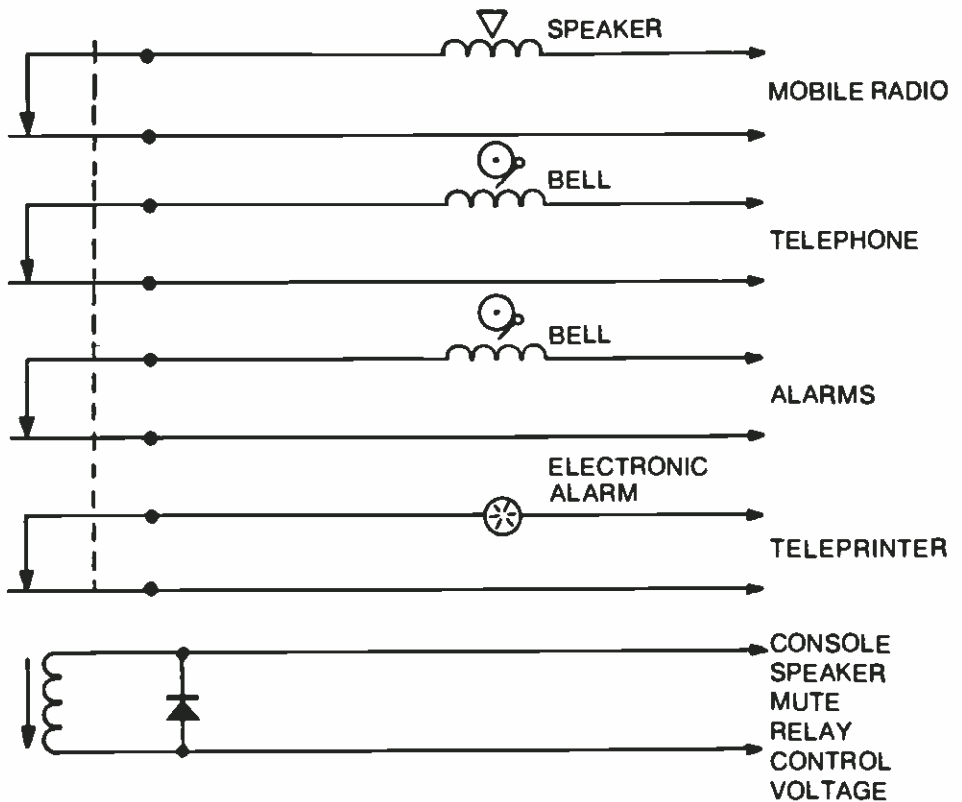 SPEAKER
MOBILE RADIO
BELL
TELEPHONE
BELL
ALARMS
ELECTRONIC
ALARM
TELEPRINTER
CONSOLE
SPEAKER
MUTE
RELAY
CONTROL
VOLTAGE